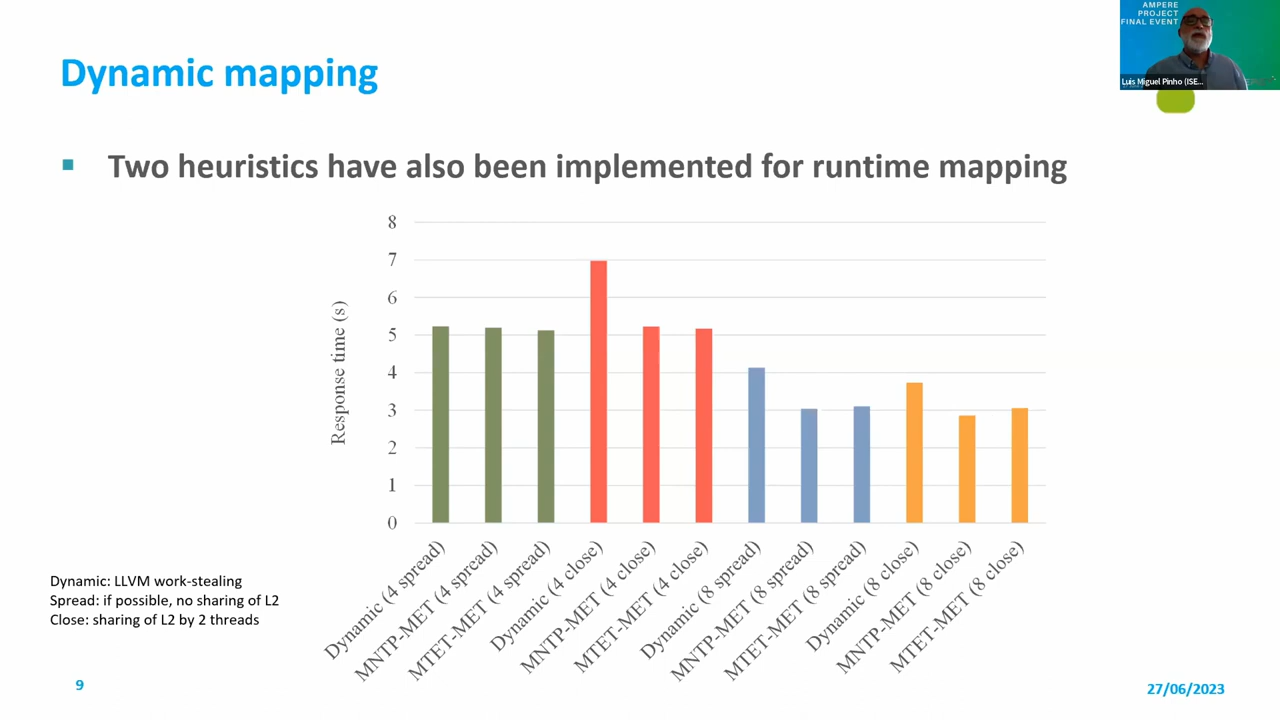 AMPERE
PROJECT
FINAL EVENT
Luis Miguel Pinho (ISE...
Dynamic mapping
▪ Two heuristics have also been implemented for runtime mapping
8
7
6
5
4
3
2
1
0
Response time (s)
Dynamic (4 spread)
MNTP-MET (4 spread)
MTET-MET (4 spread)
Dynamic (4 close)
MNTP-MET (4 close)
MTET-MET (4 close)
Dynamic (8 spread)
MNTP-MET (8 spread)
MTET-MET (8 spread)
Dynamic (8 close)
MNTP-MET (8 close)
MTET-MET (8 close)
Dynamic: LLVM work-stealing
Spread: if possible, no sharing of L2
Close: sharing of L2 by 2 threads
9
27/06/2023